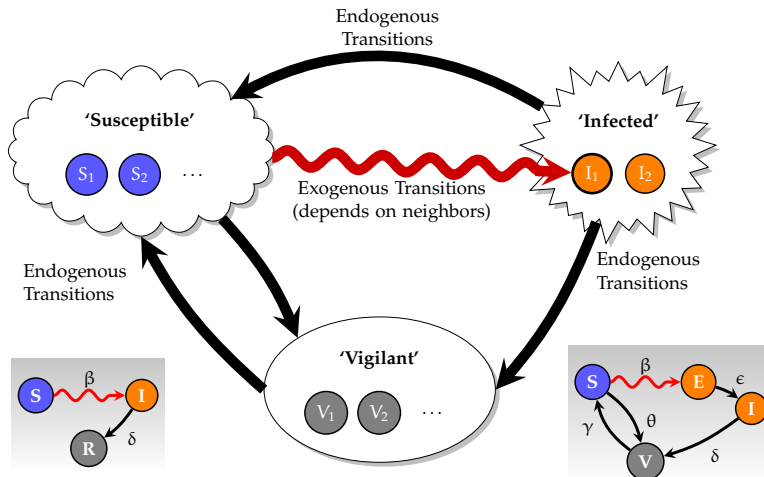 Endogenous
Transitions
'Susceptible'
'Infected'
S1 S2 ...
I1 I2
Exogenous Transitions
(depends on neighbors)
Endogenous
Transitions
Endogenous
Transitions
'Vigilant'
V1 V2 ...
S β I
δ
R
S β E
ϵ
I
θ
γ
δ
V